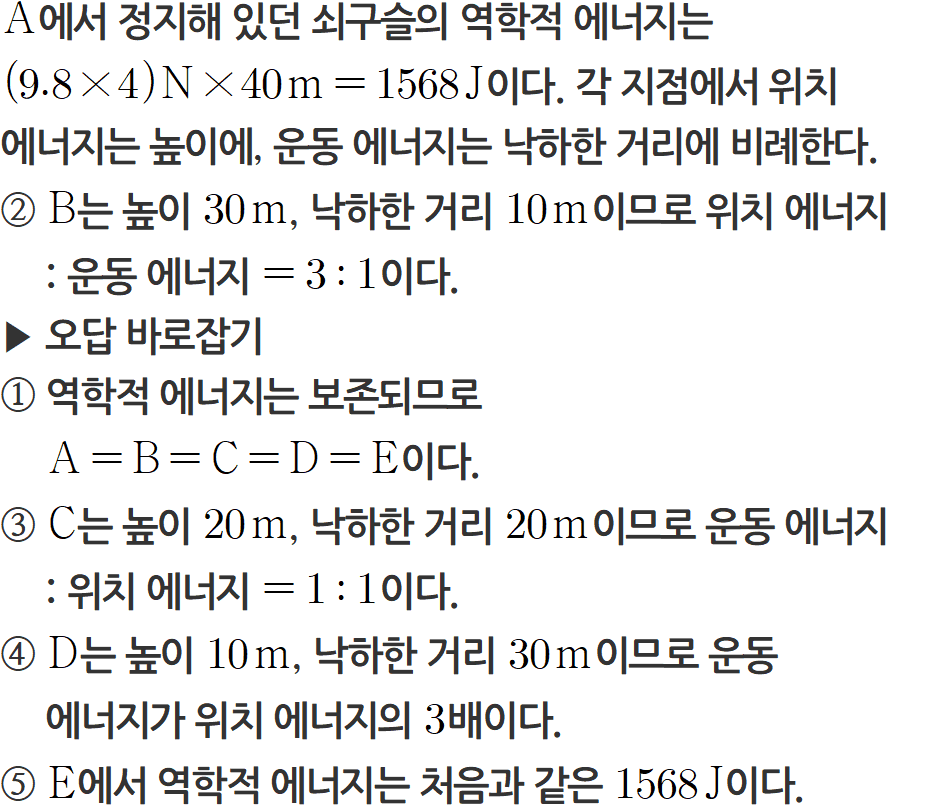 A에서 정지해 있던 쇠구슬의 역학적 에너지는
(9.8×4)N×40m=1568J이다. 각 지점에서 위치
에너지는 높이에, 운동 에너지는 낙하한 거리에 비례한다.
② B는 높이 30m, 낙하한 거리 10m이므로 위치 에너지
: 운동 에너지 =3:1이다.
▶ 오답 바로잡기
① 역학적 에너지는 보존되므로
A=B=C=D=E이다.
③ C는 높이 20m, 낙하한 거리 20m이므로 운동 에너지
: 위치 에너지 =1:1이다.
④ D는 높이 10m, 낙하한 거리 30m이므로 운동
에너지가 위치 에너지의 3배이다.
⑤ E에서 역학적 에너지는 처음과 같은 1568J이다.